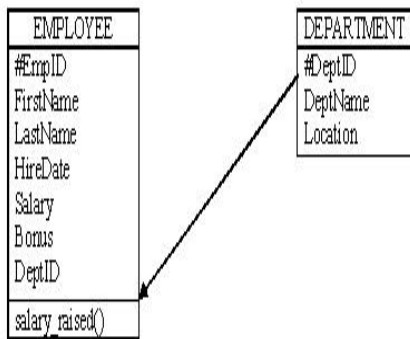 EMPLOYEE
#EmpID
FirstName
LastName
HireDate
Salary
Bonus
DeptID
salary_raised()
DEPARTMENT
#DeptID
DeptName
Location